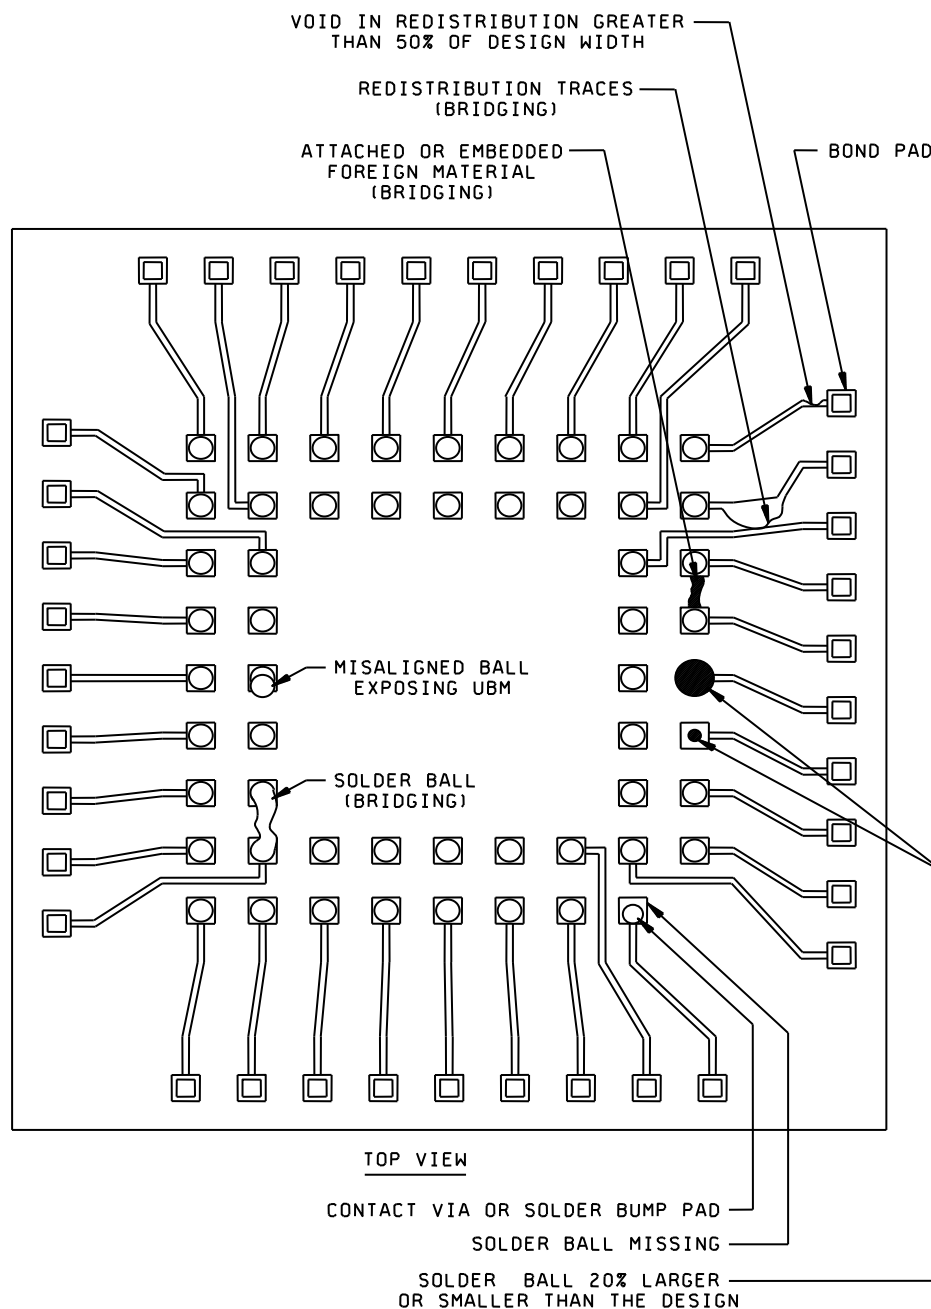 VOID IN REDISTRIBUTION GREATER
THAN 50% OF DESIGN WIDTH
REDISTRIBUTION TRACES
(BRIDGING)
ATTACHED OR EMBEDDED
FOREIGN MATERIAL
(BRIDGING)
BOND PAD
MISALIGNED BALL
EXPOSING UBM
SOLDER BALL
(BRIDGING)
TOP VIEW
CONTACT VIA OR SOLDER BUMP PAD
SOLDER BALL MISSING
SOLDER BALL 20% LARGER
OR SMALLER THAN THE DESIGN